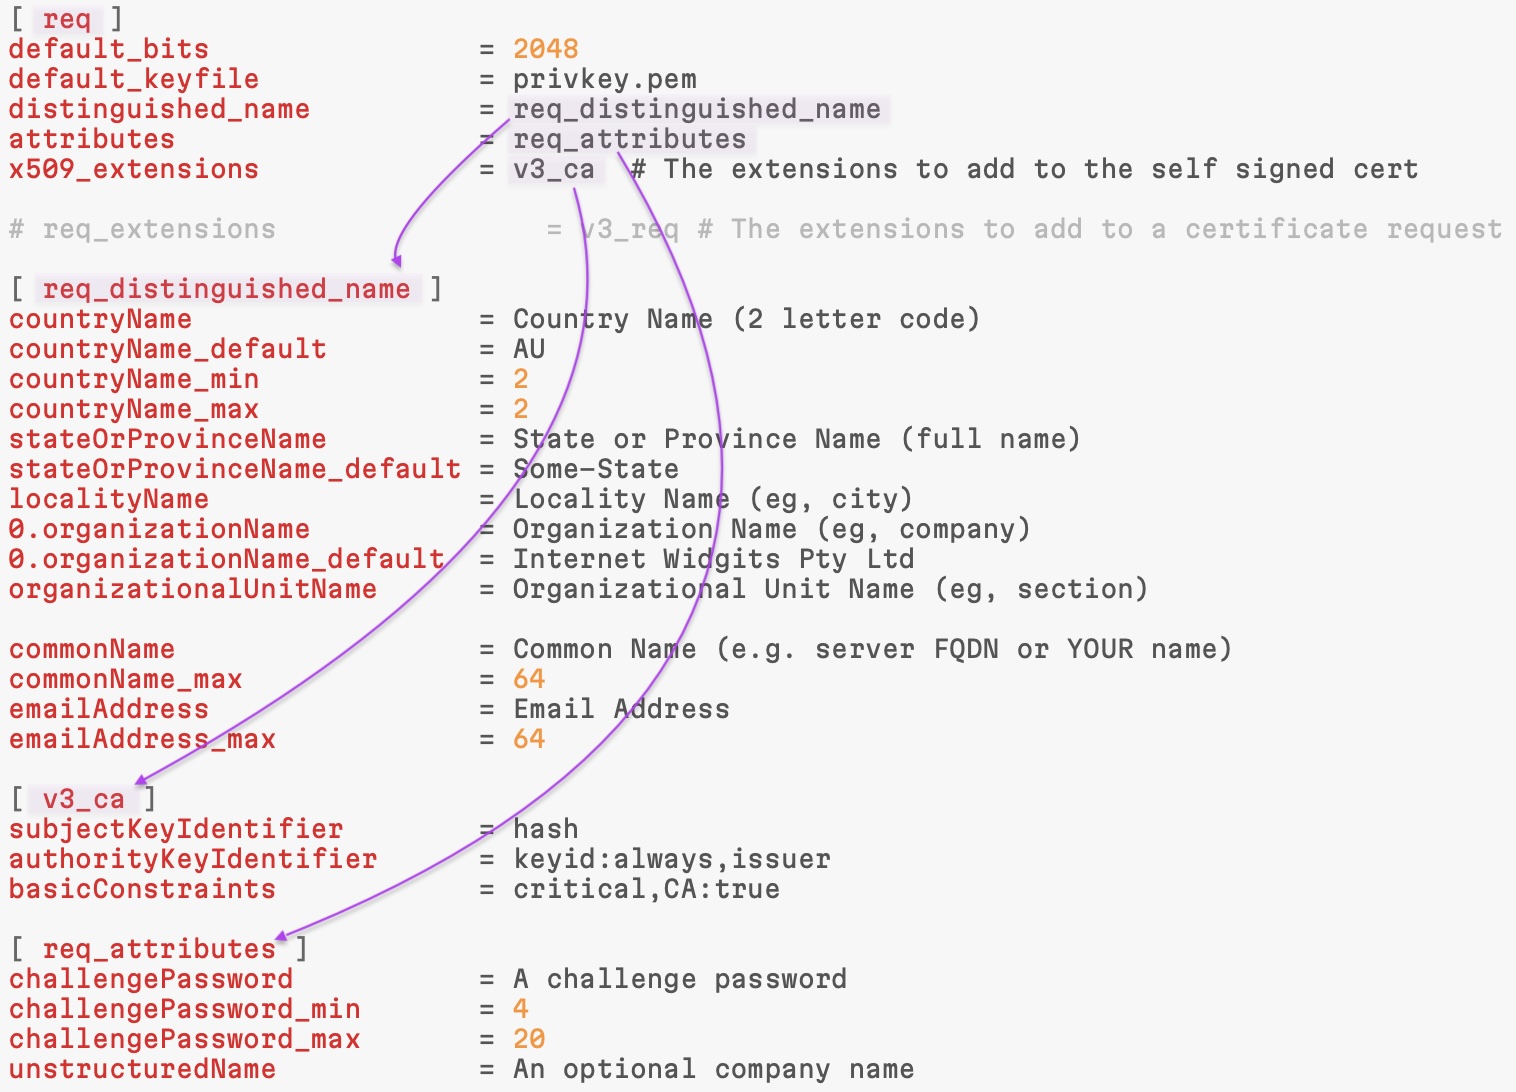 [ req ]
default_bits = 2048
default_keyfile = privkey.pem
distinguished_name = req_distinguished_name
attributes = req_attributes
x509_extensions = v3_ca # The extensions to add to the self signed cert
# req_extensions = v3_req # The extensions to add to a certificate request
[ req_distinguished_name ]
countryName = Country Name (2 letter code)
countryName_default = AU
countryName_min = 2
countryName_max = 2
stateOrProvinceName = State or Province Name (full name)
stateOrProvinceName_default = Some-State
localityName = Locality Name (eg, city)
0.organizationName = Organization Name (eg, company)
0.organizationName_default = Internet Widgits Pty Ltd
organizationalUnitName = Organizational Unit Name (eg, section)
commonName = Common Name (e.g. server FQDN or YOUR name)
commonName_max = 64
emailAddress = Email Address
emailAddress_max = 64
[ v3_ca ]
subjectKeyIdentifier = hash
authorityKeyIdentifier = keyid:always,issuer
basicConstraints = critical,CA:true
[ req_attributes ]
challengePassword = A challenge password
challengePassword_min = 4
challengePassword_max = 20
unstructuredName = An optional company name